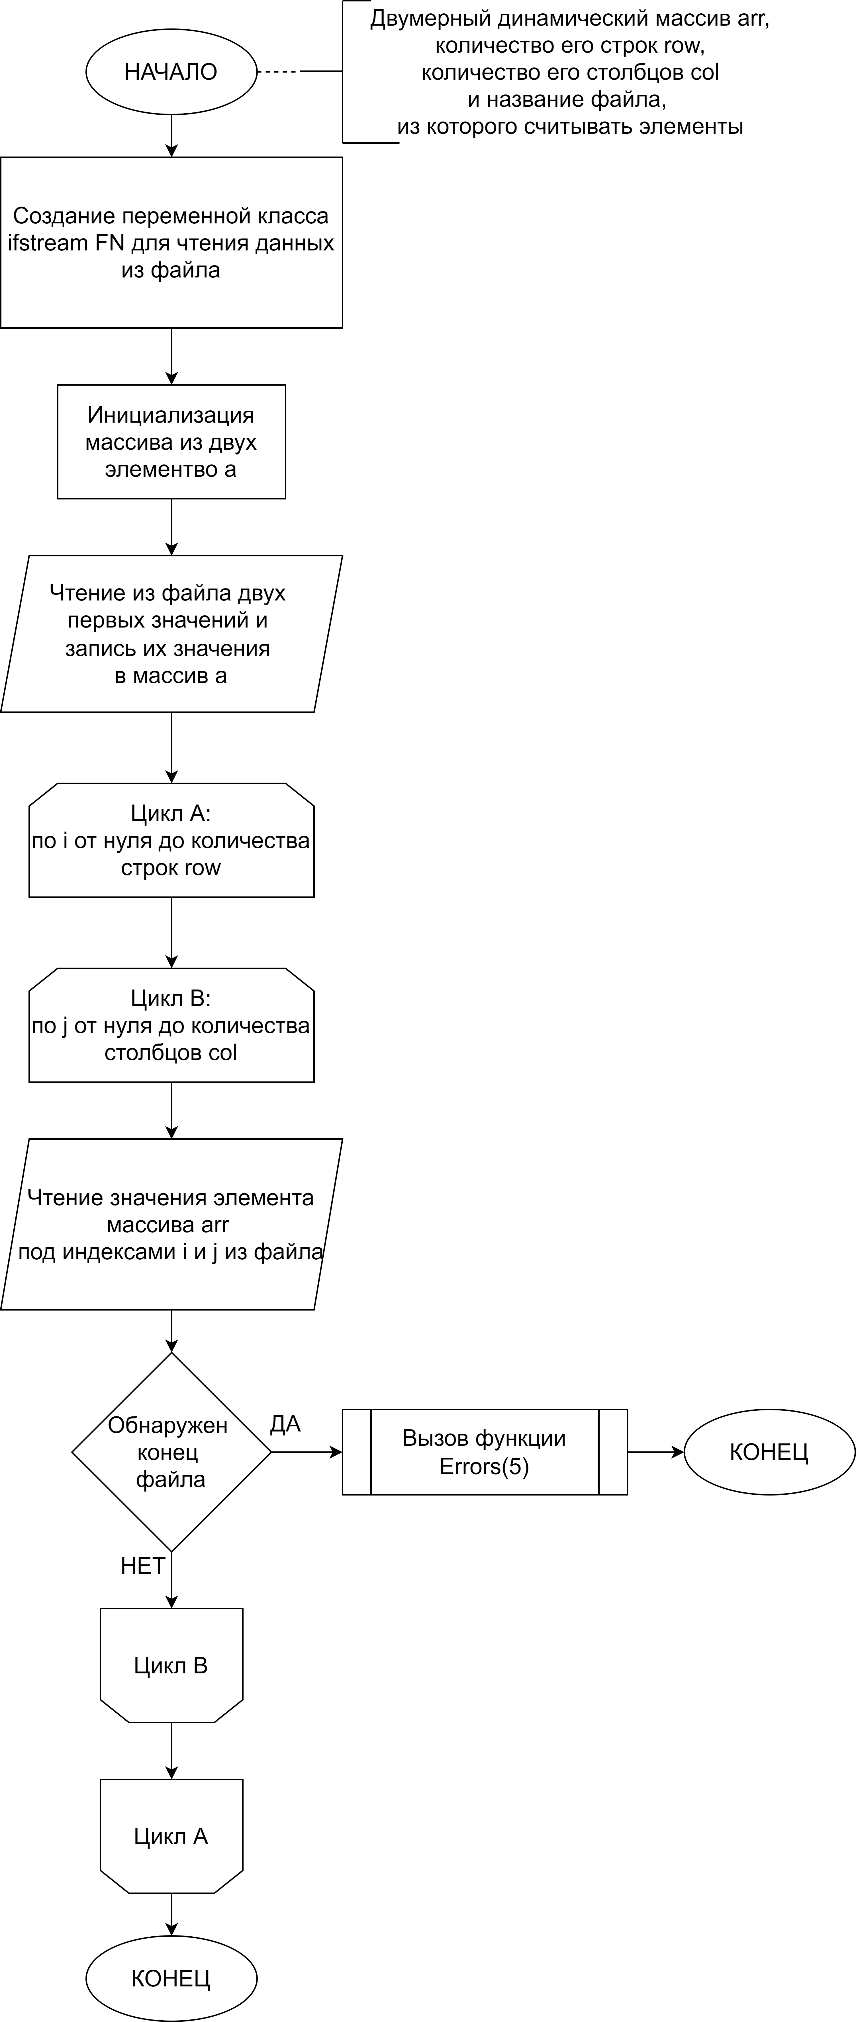 Двумерный динамический массив arr,
количество его строк row,
количество его столбцов col
и название файла,
из которого считывать элементы
НАЧАЛО
Создание переменной класса
ifstream FN для чтения данных
из файла
Инициализация
массива из двух
элементво a
Чтение из файла двух
первых значений и
запись их значения
в массив a
Цикл A:
по i от нуля до количества
строк row
Цикл B:
по j от нуля до количества
столбцов col
Чтение значения элемента
массива arr
под индексами i и j из файла
Обнаружен
конец
файла
ДА
Вызов функции
Errors(5)
КОНЕЦ
НЕТ
Цикл B
Цикл A
КОНЕЦ